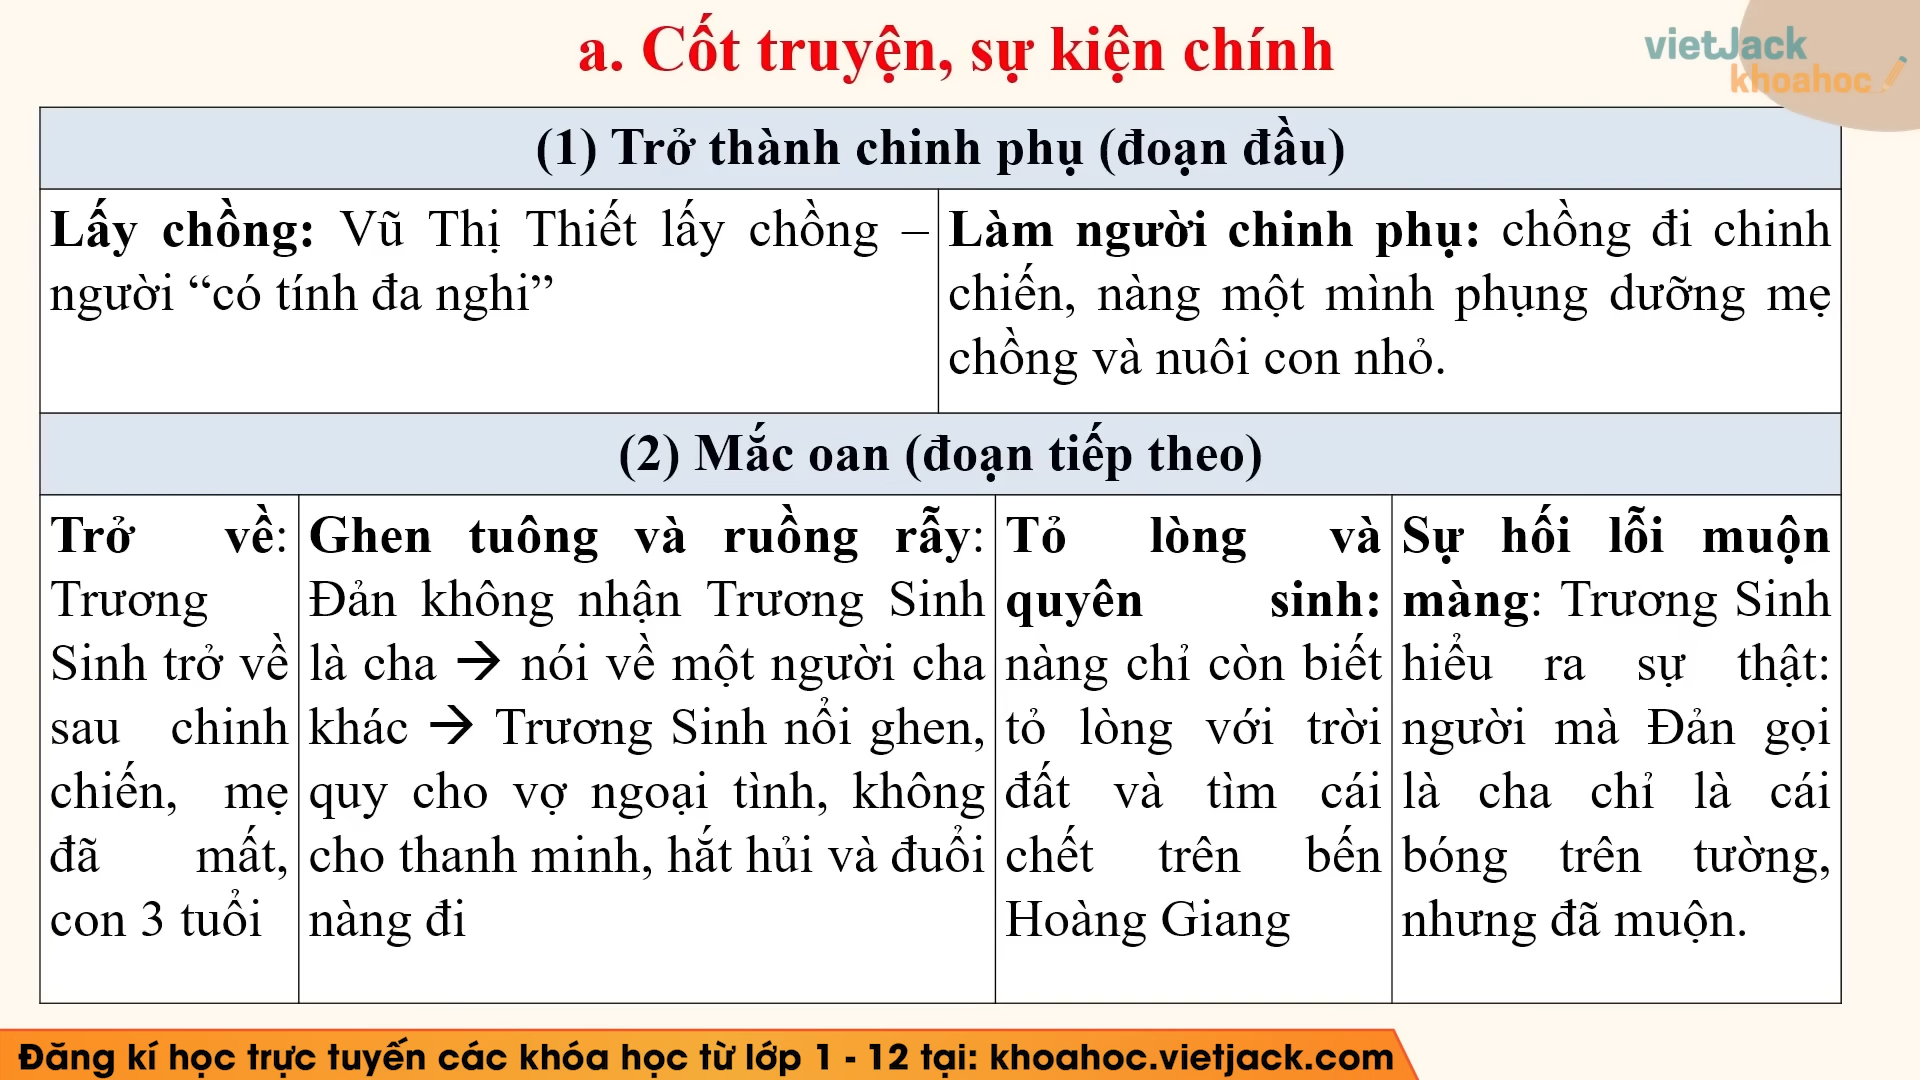 a. Cốt truyện, sự kiện chính
vietJack
khoahoc
(1) Trở thành chinh phụ (đoạn đầu)
Lấy chồng: Vũ Thị Thiết lấy chồng –
người “có tính đa nghi”
Làm người chinh phụ: chồng đi chinh
chiến, nàng một mình phụng dưỡng mẹ
chồng và nuôi con nhỏ.
(2) Mắc oan (đoạn tiếp theo)
Trở về:
Trương
Sinh trở về
sau chinh
chiến, mẹ
đã mất,
con 3 tuổi
Ghen tuông và ruồng rẫy:
Đản không nhận Trương Sinh
là cha → nói về một người cha
khác → Trương Sinh nổi ghen,
quy cho vợ ngoại tình, không
cho thanh minh, hắt hủi và đuổi
nàng đi
Tỏ lòng và
quyên sinh:
nàng chỉ còn biết
tỏ lòng với trời
đất và tìm cái
chết trên bến
Hoàng Giang
Sự hối lỗi muộn
màng: Trương Sinh
hiểu ra sự thật:
người mà Đản gọi
là cha chỉ là cái
bóng trên tường,
nhưng đã muộn.
Đăng kí học trực tuyến các khóa học từ lớp 1 - 12 tại: khoahoc.vietjack.com